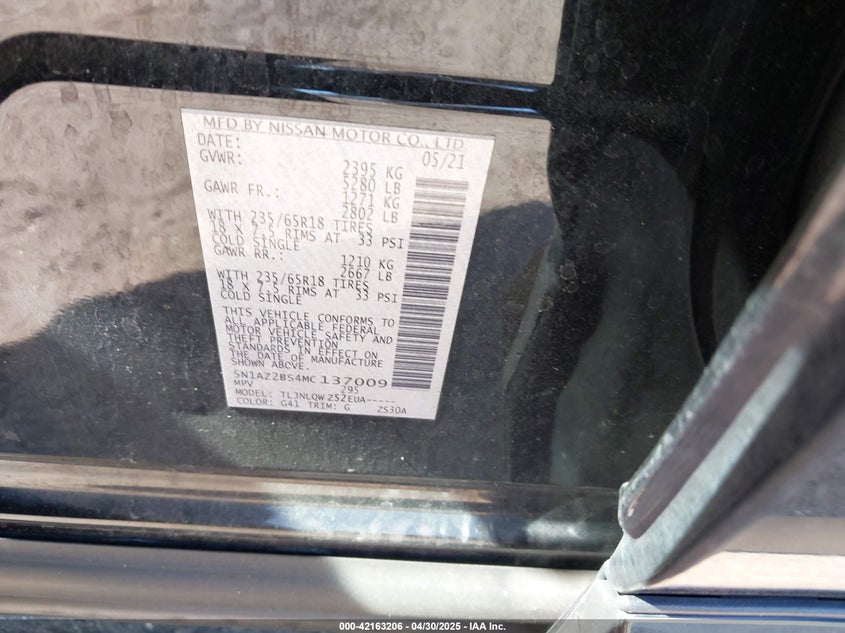 MFD BY NISSAN MOTOR CO., LTD.
DATE: 05/21
GVWR: 2395 KG
5280 LB
GAWR FR.: 1271 KG
2802 LB
WITH 235/65R18 TIRES
18 X 7.5 RIMS AT 33 PSI
COLD SINGLE
GAWR RR.: 1210 KG
2667 LB
WITH 235/65R18 TIRES
18 X 7.5 RIMS AT 33 PSI
COLD SINGLE
THIS VEHICLE CONFORMS TO
ALL APPLICABLE FEDERAL
MOTOR VEHICLE SAFETY AND
THEFT PREVENTION
STANDARDS IN EFFECT ON
THE DATE OF MANUFACTURE
SHOWN ABOVE.
5N1AZ2BS4MC137009
MPV 295
MODEL: TLJNLQWZS2EUA-----
COLOR: G41 TRIM: G ZS30A
000-42163206 - 04/30/2025 - IAA Inc.